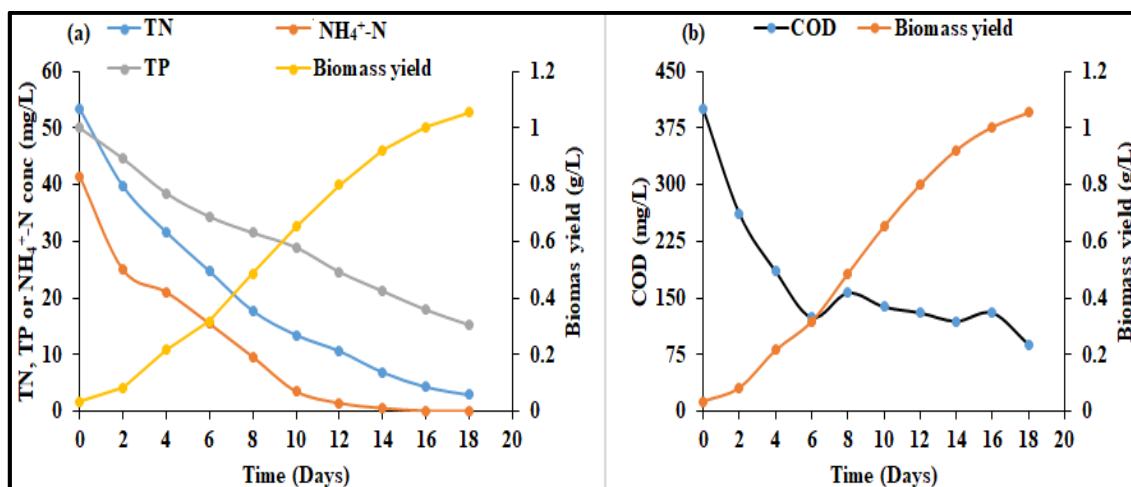 (a)
TN
NH₄⁺-N
TP
Biomass yield
TN, TP or NH₄⁺-N conc (mg/L)
60
50
40
30
20
10
0
1.2
1
0.8
0.6
0.4
0.2
0
Biomass yield (g/L)
0 2 4 6 8 10 12 14 16 18 20
Time (Days)
(b)
COD
Biomass yield
COD (mg/L)
450
375
300
225
150
75
0
1.2
1
0.8
0.6
0.4
0.2
0
Biomass yield (g/L)
0 2 4 6 8 10 12 14 16 18 20
Time (Days)